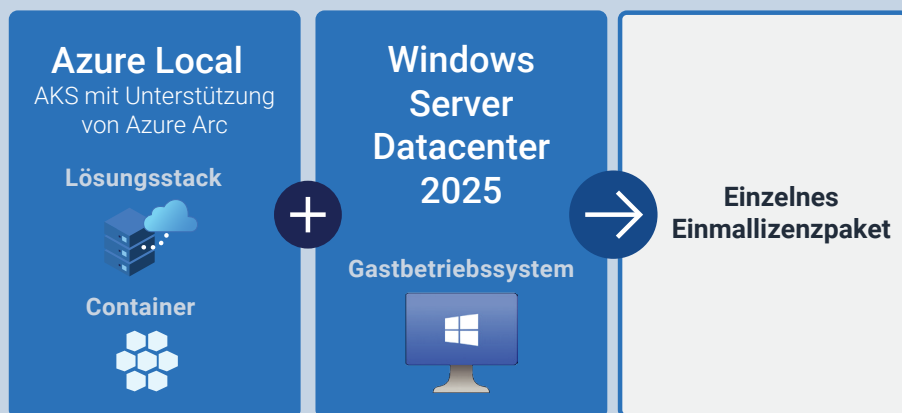 Azure Local
AKS mit Unterstützung
von Azure Arc
Lösungsstack
Container
Windows
Server
Datacenter
2025
Gastbetriebssystem
Einzelnes
Einmallizenzpaket